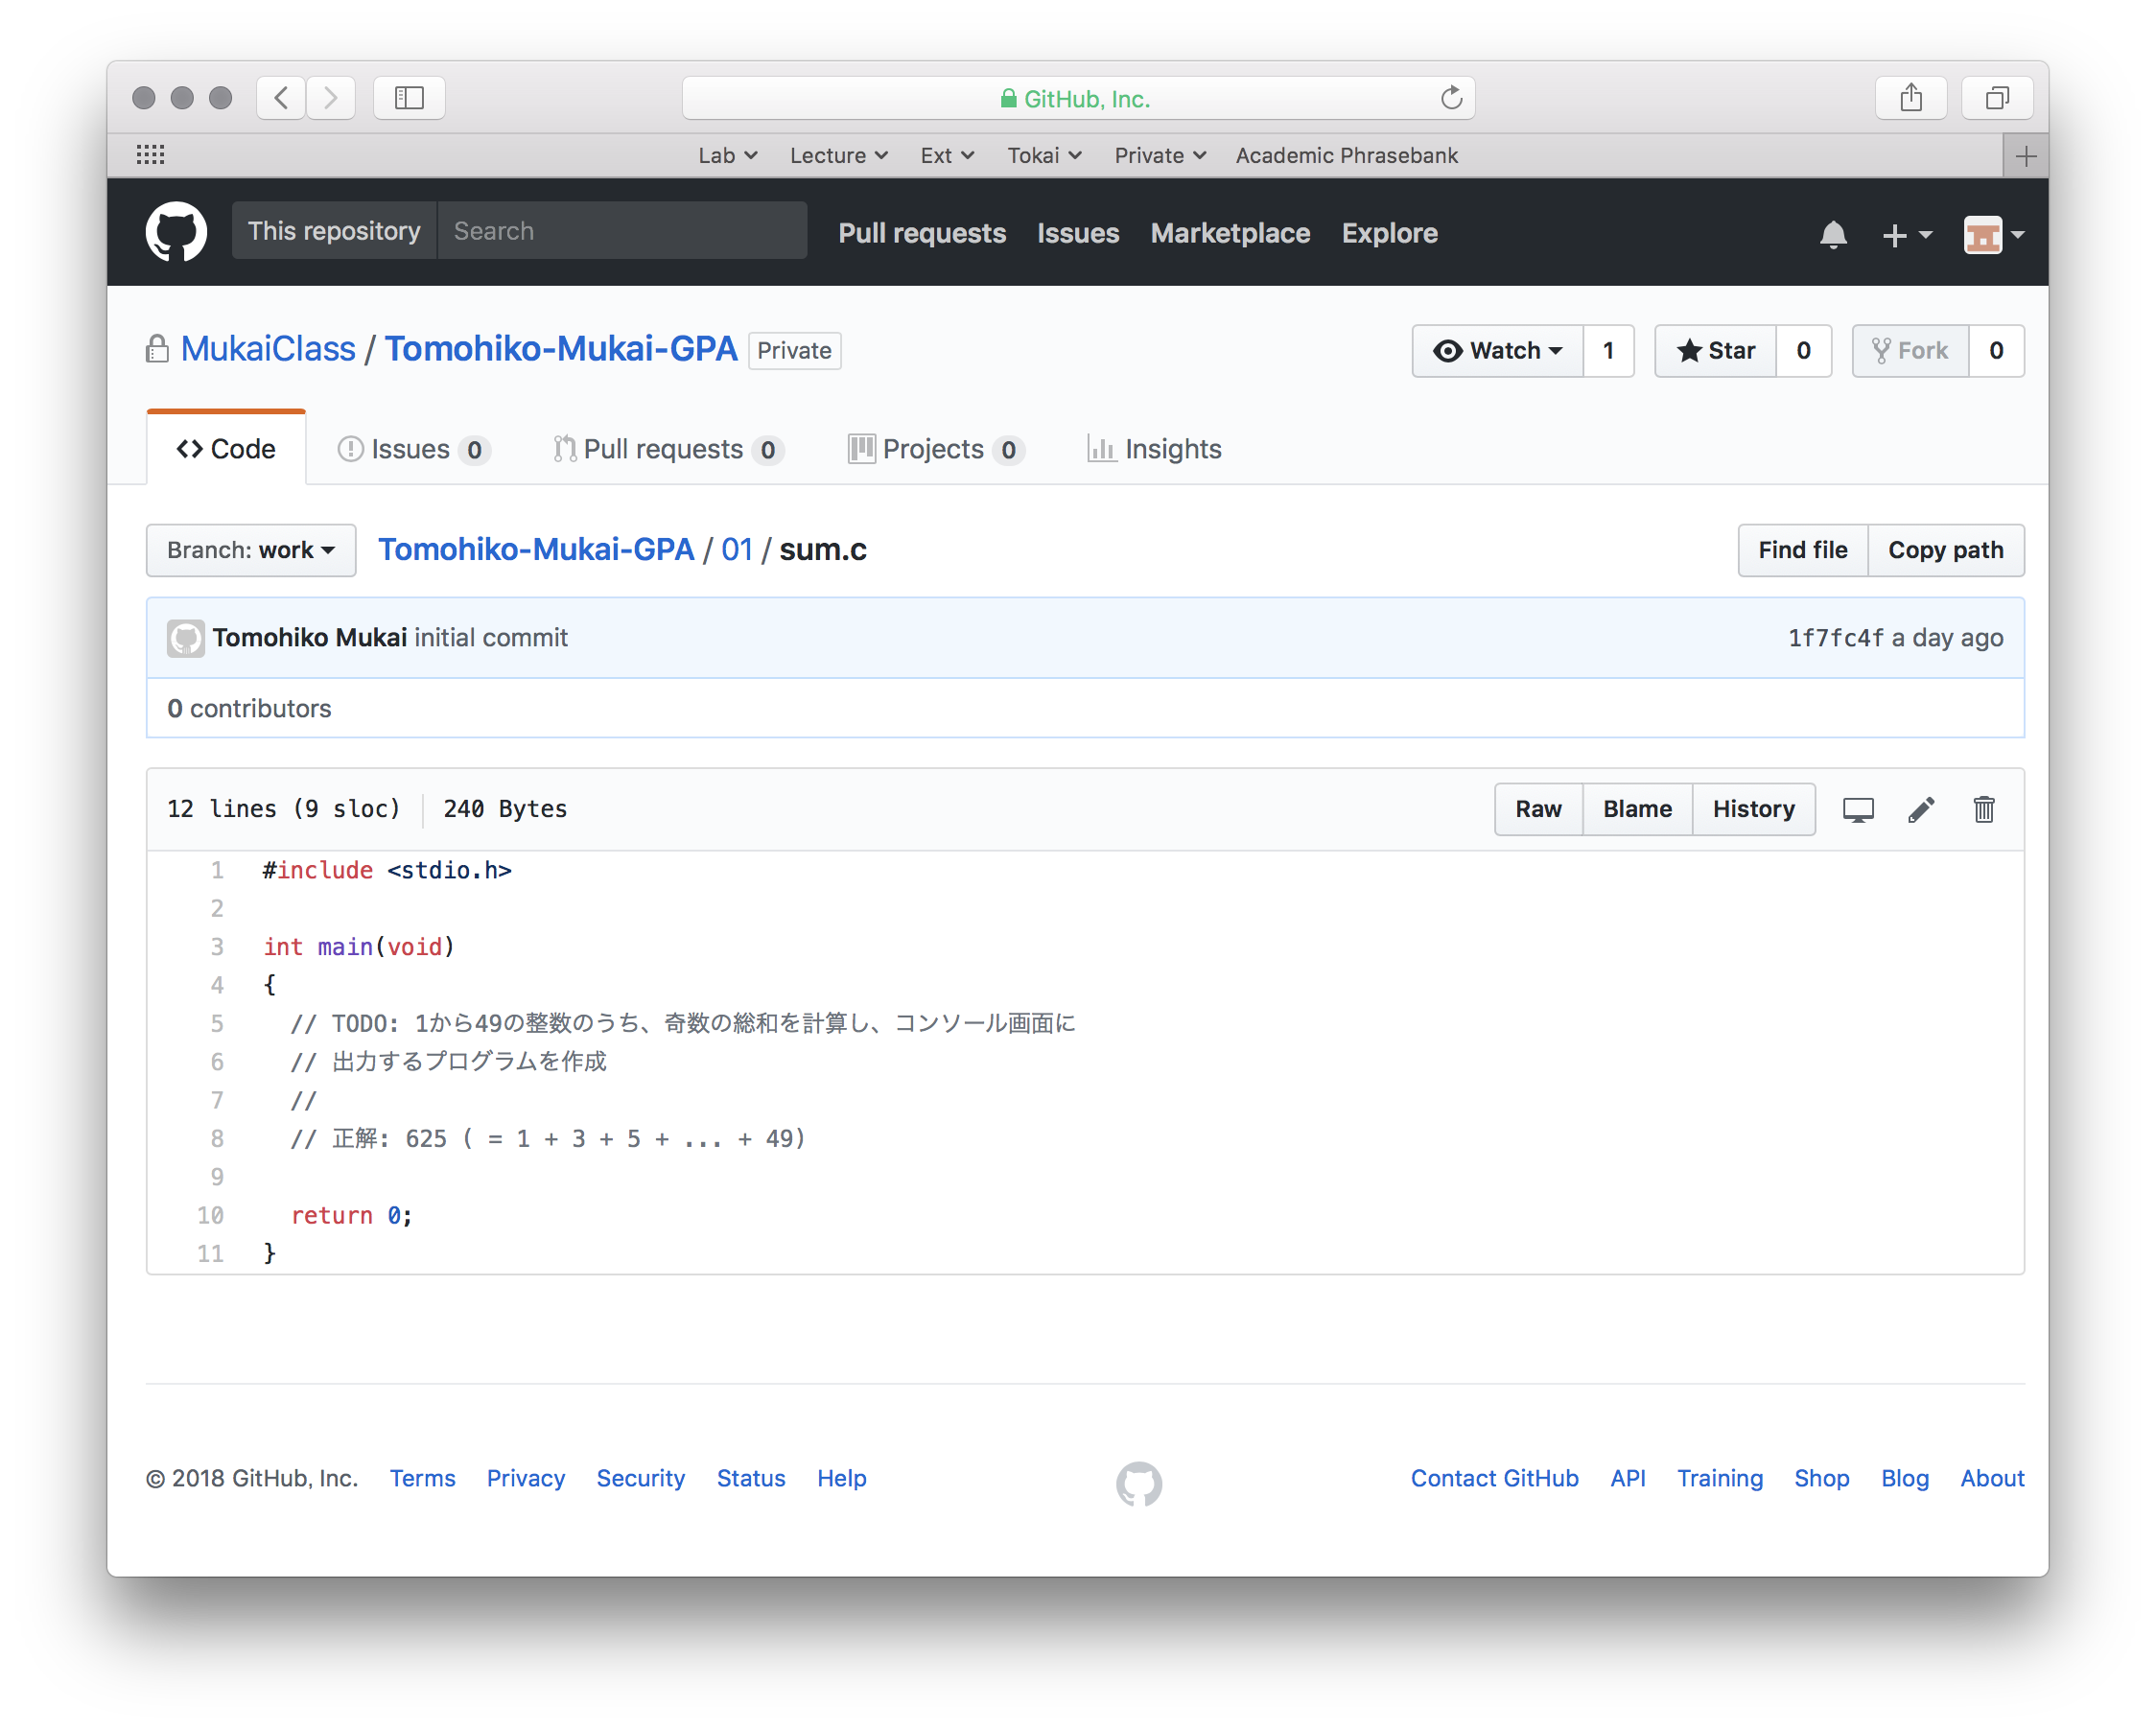 GitHub, Inc.
Lab Lecture Ext Tokai Private Academic Phrasebank
This repository Search Pull requests Issues Marketplace Explore
MukaiClass / Tomohiko-Mukai-GPA Private Watch 1 Star 0 Fork 0
Code Issues 0 Pull requests 0 Projects 0 Insights
Branch: work Tomohiko-Mukai-GPA / 01 / sum.c Find file Copy path
Tomohiko Mukai initial commit 1f7fc4f a day ago
0 contributors
12 lines (9 sloc) 240 Bytes Raw Blame History
1 #include <stdio.h>
2
3 int main(void)
4 {
5 // TODO: 1から49の整数のうち、奇数の総和を計算し、コンソール画面に
6 // 出力するプログラムを作成
7 //
8 // 正解: 625 ( = 1 + 3 + 5 + ... + 49)
9
10 return 0;
11 }
© 2018 GitHub, Inc. Terms Privacy Security Status Help Contact GitHub API Training Shop Blog About